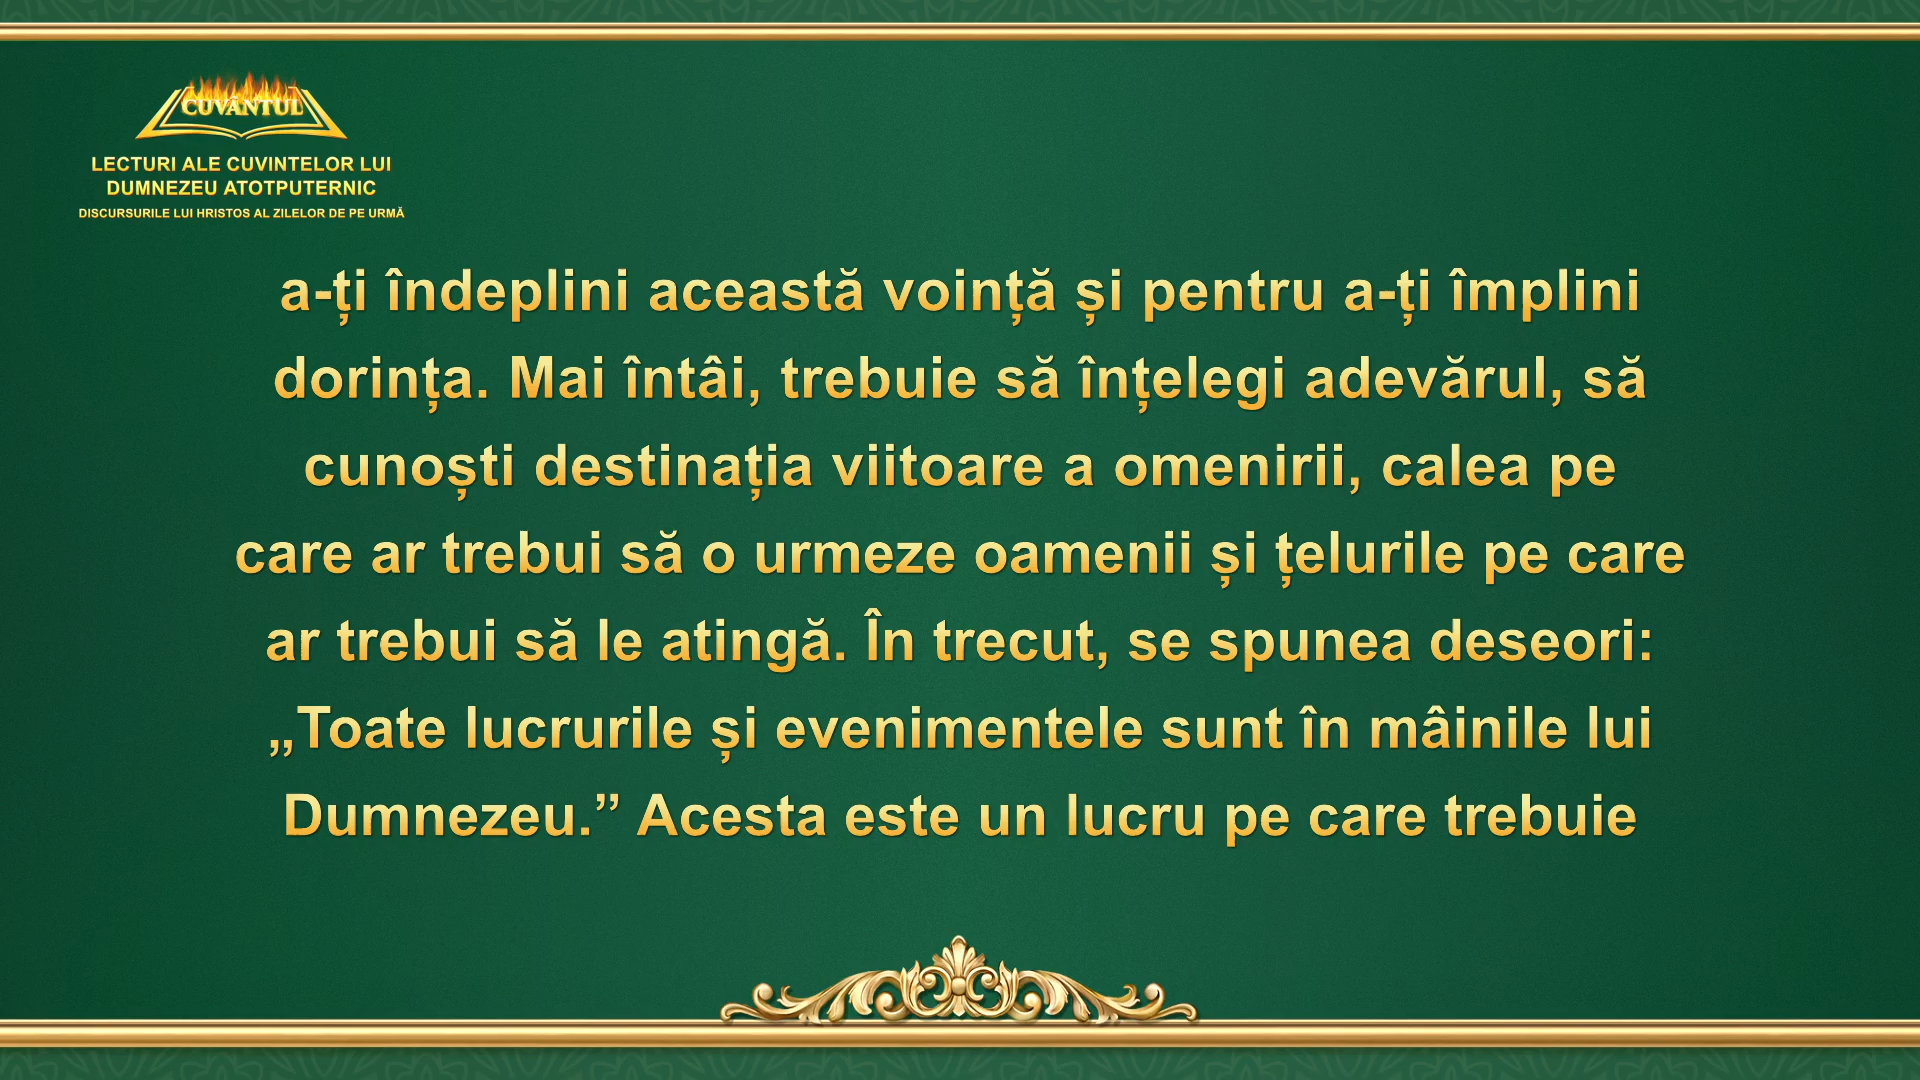 CUVÂNTUL
LECTURI ALE CUVINTELOR LUI
DUMNEZEU ATOTPUTERNIC
DISCURSURILE LUI HRISTOS AL ZILELOR DE PE URMĂ
a-ți îndeplini această voință și pentru a-ți împlini
dorința. Mai întâi, trebuie să înțelegi adevărul, să
cunoști destinația viitoare a omenirii, calea pe
care ar trebui să o urmeze oamenii și țelurile pe care
ar trebui să le atingă. În trecut, se spunea deseori:
„Toate lucrurile și evenimentele sunt în mâinile lui
Dumnezeu.” Acesta este un lucru pe care trebuie